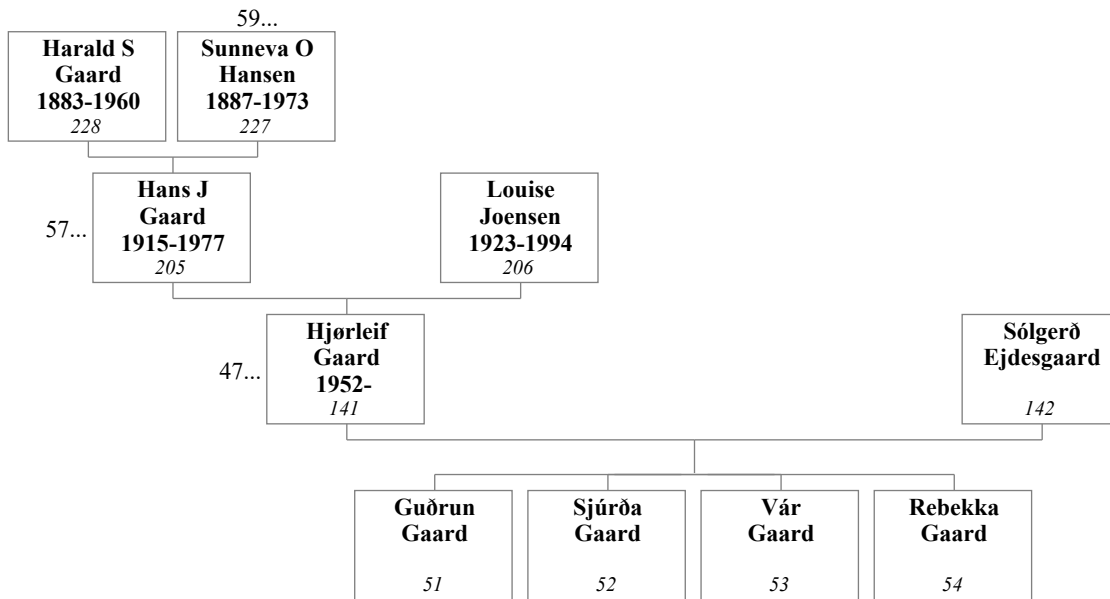 59...
Harald S
Gaard
1883-1960
228
Sunneva O
Hansen
1887-1973
227
57...
Hans J
Gaard
1915-1977
205
Louise
Joensen
1923-1994
206
47...
Hjørleif
Gaard
1952-
141
Sólgerð
Ejdesgaard
142
Guðrun
Gaard
51
Sjúrða
Gaard
52
Vár
Gaard
53
Rebekka
Gaard
54